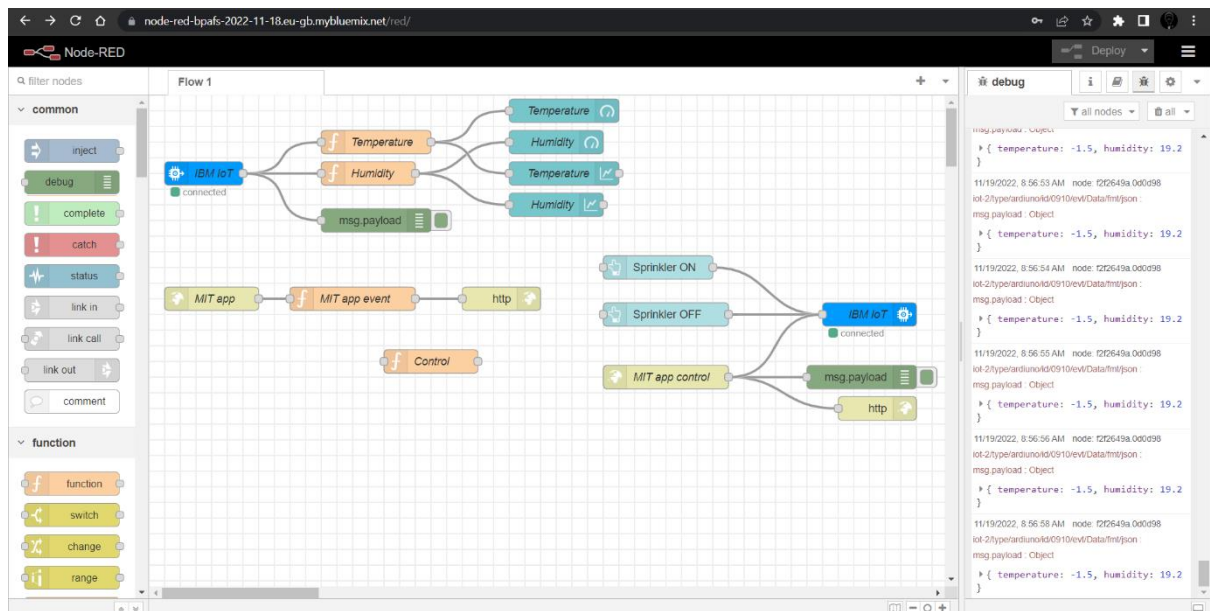 node-red-bpafs-2022-11-18.eu-gb.mybluemix.net/red/
Node-RED
Deploy
filter nodes
Flow 1
debug
i
all nodes
all
common
inject
debug
complete
catch
status
link in
link call
link out
comment
function
function
switch
change
range
IBM IoT
connected
Temperature
Humidity
msg.payload
Temperature
Humidity
Temperature
Humidity
MIT app
MIT app event
http
Control
Sprinkler ON
Sprinkler OFF
MIT app control
IBM IoT
connected
msg.payload
http
msg.payload : Object
{ temperature: -1.5, humidity: 19.2
}
11/19/2022, 8:56:53 AM node: f2f2649a.0d0d98
iot-2/type/ardiuno/id/0910/evt/Data/fmt/json :
msg.payload : Object
{ temperature: -1.5, humidity: 19.2
}
11/19/2022, 8:56:54 AM node: f2f2649a.0d0d98
iot-2/type/ardiuno/id/0910/evt/Data/fmt/json :
msg.payload : Object
{ temperature: -1.5, humidity: 19.2
}
11/19/2022, 8:56:55 AM node: f2f2649a.0d0d98
iot-2/type/ardiuno/id/0910/evt/Data/fmt/json :
msg.payload : Object
{ temperature: -1.5, humidity: 19.2
}
11/19/2022, 8:56:56 AM node: f2f2649a.0d0d98
iot-2/type/ardiuno/id/0910/evt/Data/fmt/json :
msg.payload : Object
{ temperature: -1.5, humidity: 19.2
}
11/19/2022, 8:56:58 AM node: f2f2649a.0d0d98
iot-2/type/ardiuno/id/0910/evt/Data/fmt/json :
msg.payload : Object
{ temperature: -1.5, humidity: 19.2
}